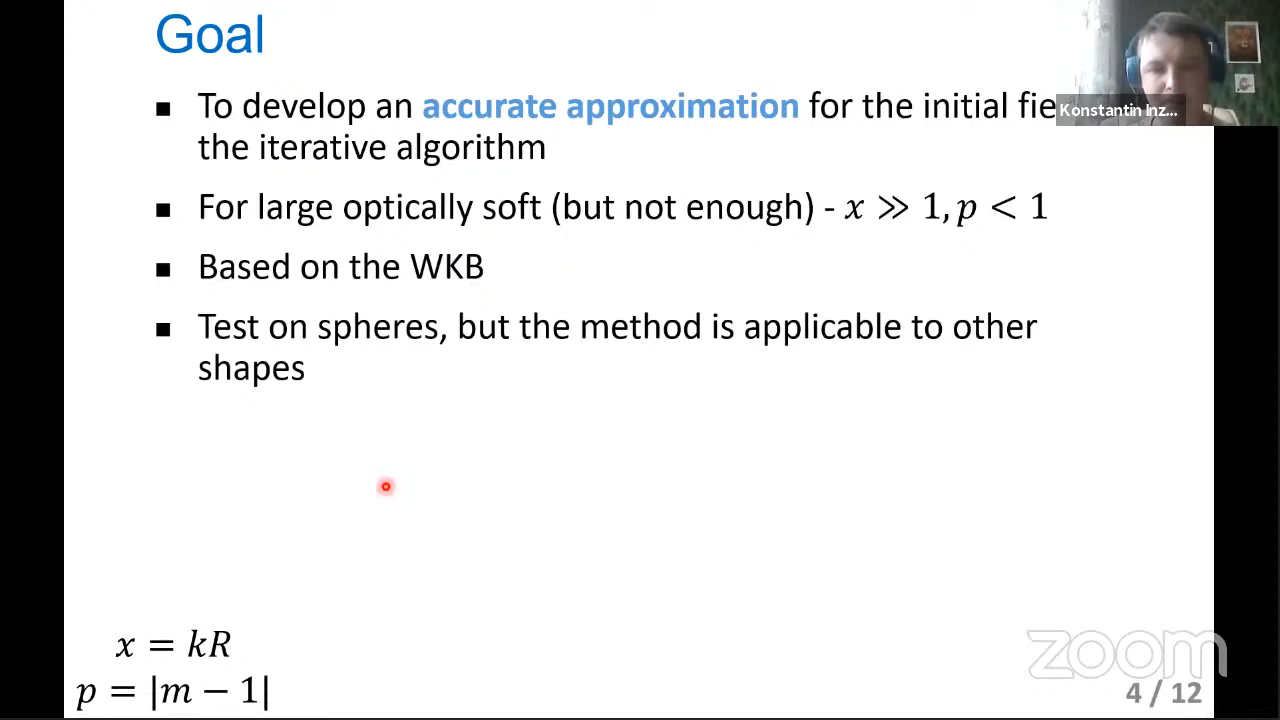 Goal
▪ To develop an accurate approximation for the initial fie
the iterative algorithm
▪ For large optically soft (but not enough) - x ≫ 1, p < 1
▪ Based on the WKB
▪ Test on spheres, but the method is applicable to other
shapes
Konstantin Inz...
x = kR
p = |m − 1|
zoom
4 / 12